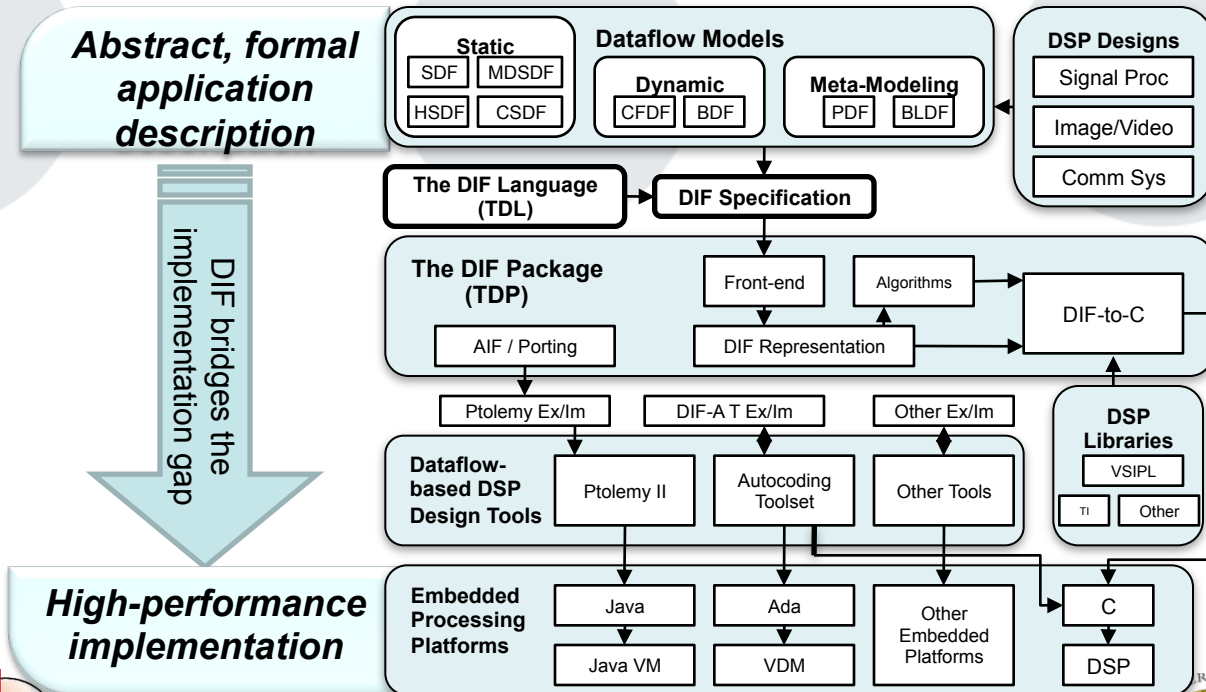 Abstract, formal
application
description
Dataflow Models
Static
SDF MDSDF
HSDF CSDF
Dynamic
CFDF BDF
Meta-Modeling
PDF BLDF
DSP Designs
Signal Proc
Image/Video
Comm Sys
The DIF Language
(TDL)
DIF Specification
DIF bridges the
implementation gap
The DIF Package
(TDP)
Front-end
Algorithms
DIF-to-C
AIF / Porting
DIF Representation
Ptolemy Ex/Im
DIF-A T Ex/Im
Other Ex/Im
DSP
Libraries
VSIPL
TI
Other
Dataflow-
based DSP
Design Tools
Ptolemy II
Autocoding
Toolset
Other Tools
High-performance
implementation
Embedded
Processing
Platforms
Java
Ada
Other
Embedded
Platforms
C
Java VM
VDM
DSP